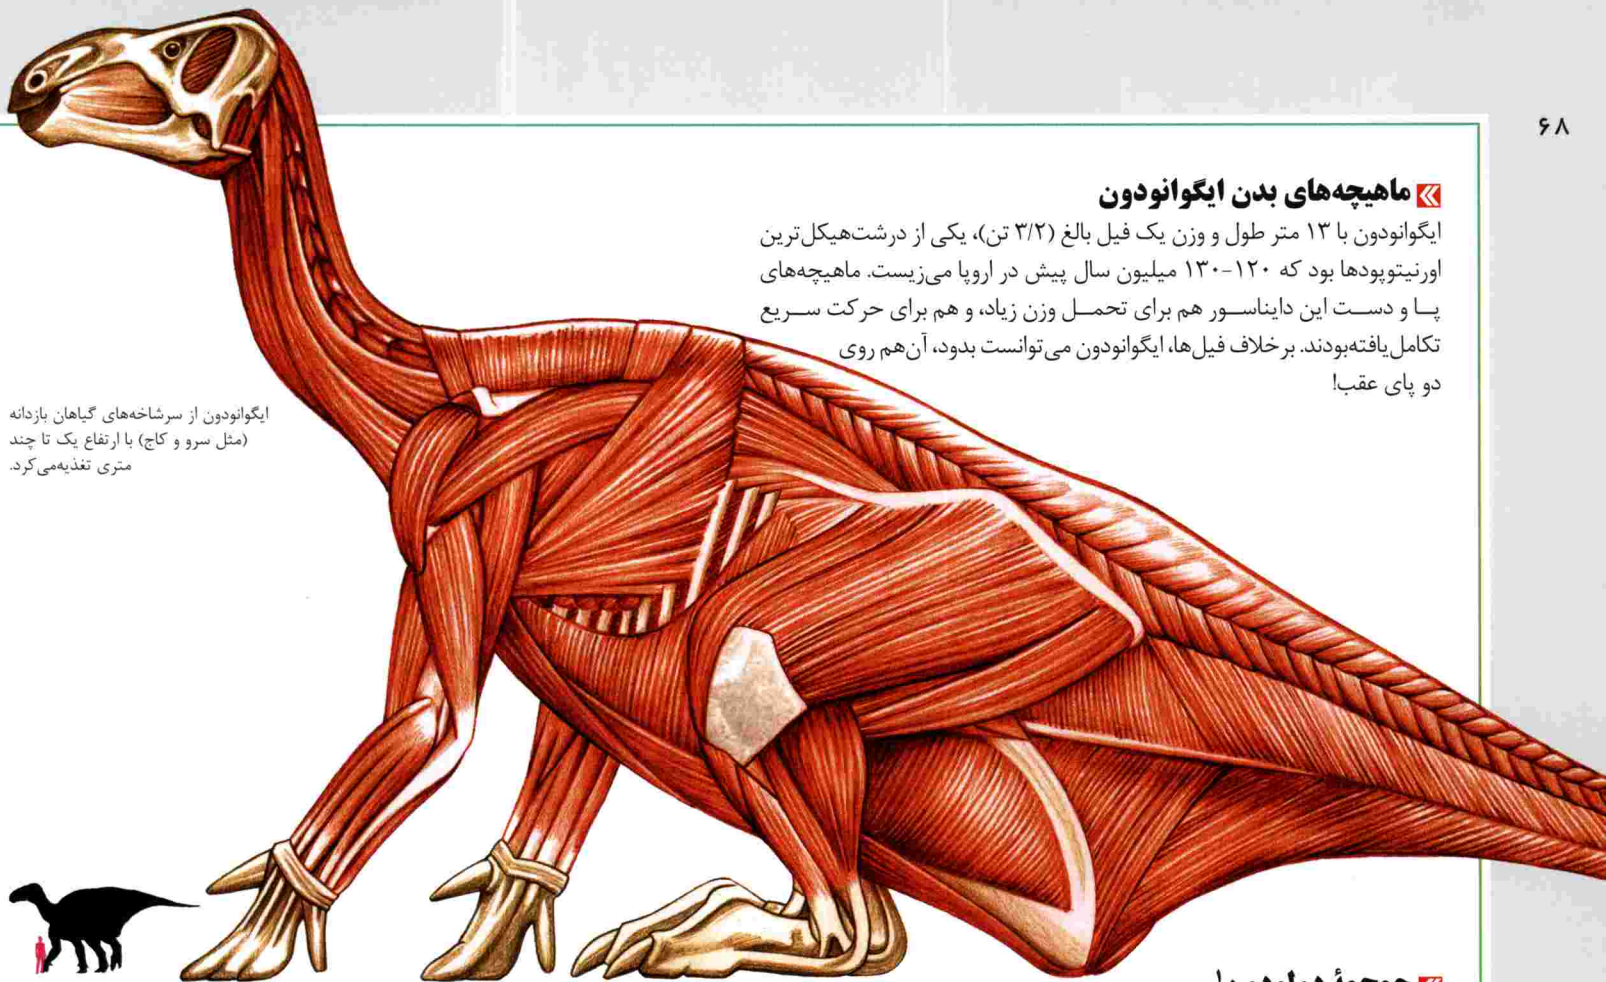 ۶۸
ماهیچه‌های بدن ایگوانودون
ایگوانودون با ۱۳ متر طول و وزن یک فیل بالغ (۳/۲ تن)، یکی از درشت‌هیکل‌ترین
اورنیتوپودها بود که ۱۲۰-۱۳۰ میلیون سال پیش در اروپا می‌زیست. ماهیچه‌های
پا و دست این دایناسور هم برای تحمل وزن زیاد، و هم برای حرکت سریع
تکامل‌یافته‌بودند. برخلاف فیل‌ها، ایگوانودون می‌توانست بدود، آن‌هم روی
دو پای عقب!
ایگوانودون از سرشاخه‌های گیاهان بازدانه
(مثل سرو و کاج) با ارتفاع یک تا چند
متری تغذیه‌می‌کرد.